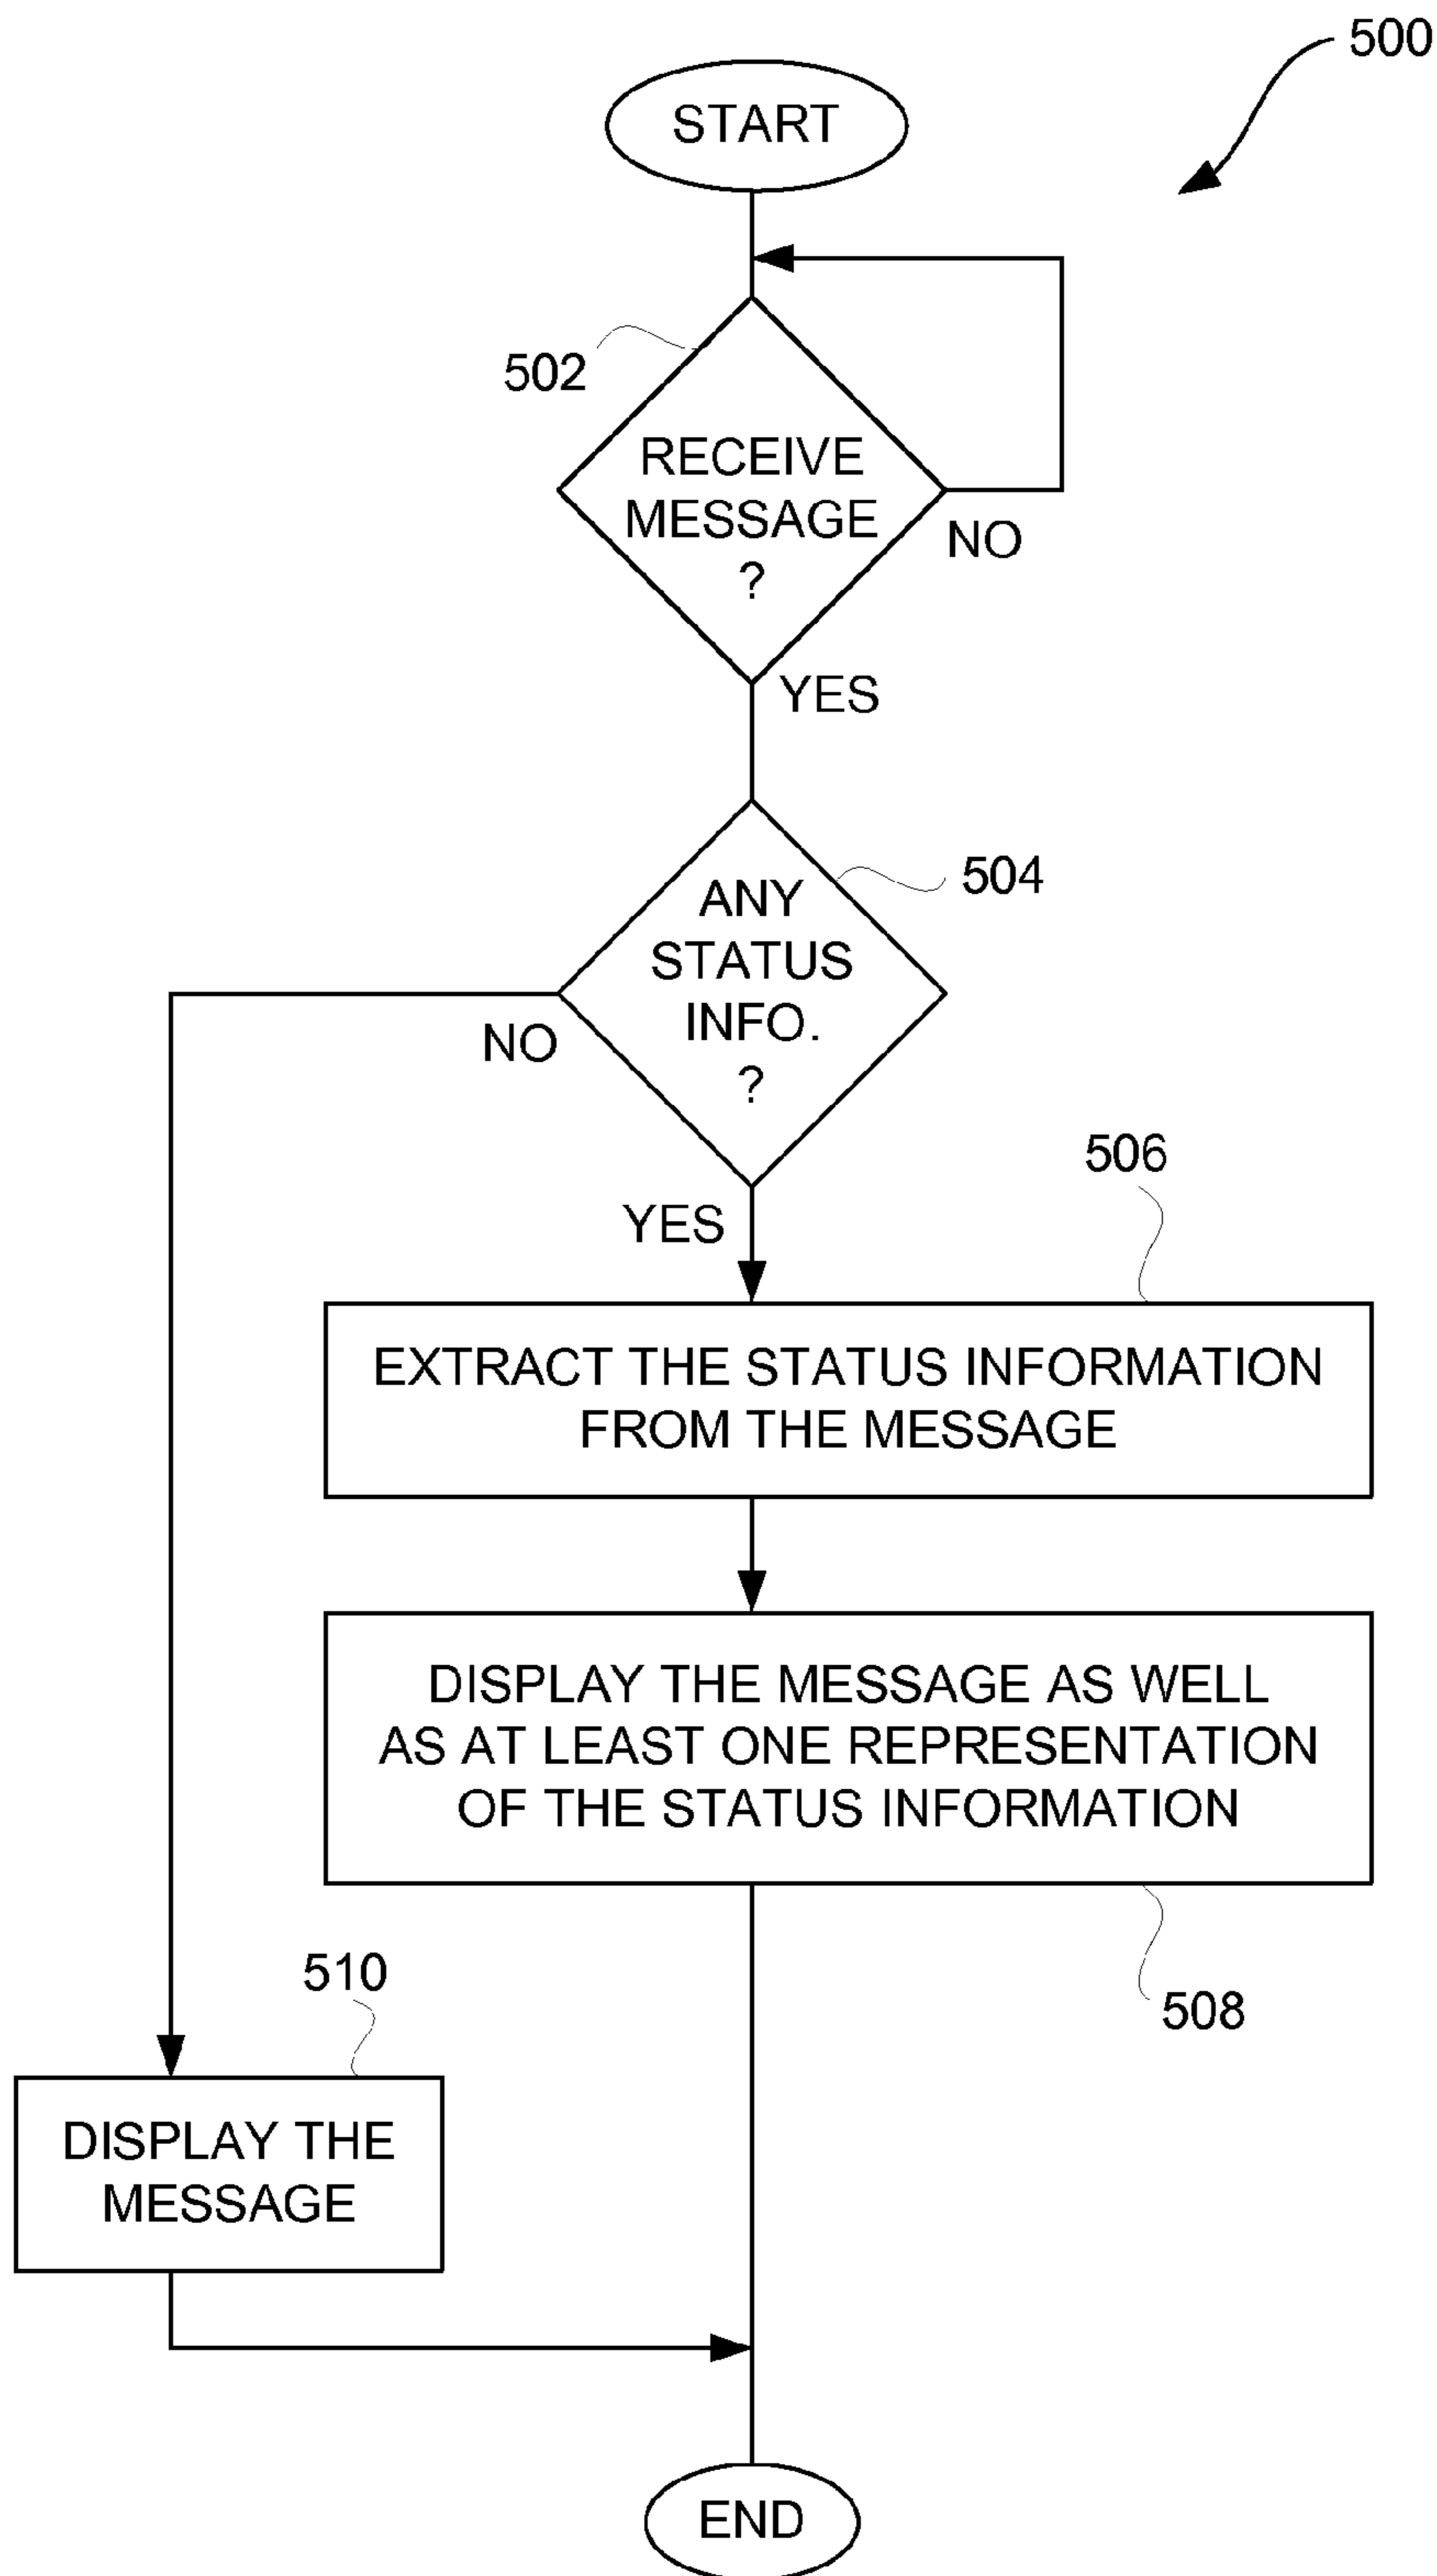 500
START
502
RECEIVE
MESSAGE
?
NO
YES
504
ANY
STATUS
INFO.
?
NO
YES
506
EXTRACT THE STATUS INFORMATION
FROM THE MESSAGE
DISPLAY THE MESSAGE AS WELL
AS AT LEAST ONE REPRESENTATION
OF THE STATUS INFORMATION
508
510
DISPLAY THE
MESSAGE
END